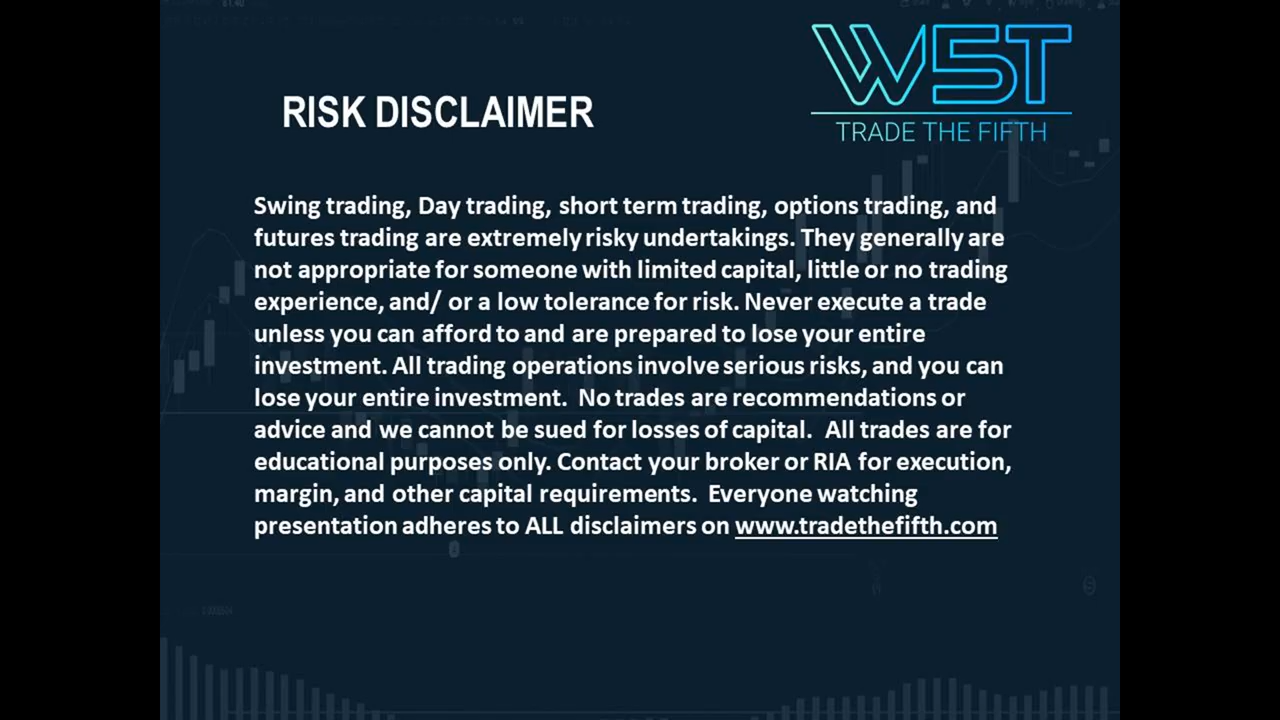 W5T
TRADE THE FIFTH
RISK DISCLAIMER
Swing trading, Day trading, short term trading, options trading, and
futures trading are extremely risky undertakings. They generally are
not appropriate for someone with limited capital, little or no trading
experience, and/ or a low tolerance for risk. Never execute a trade
unless you can afford to and are prepared to lose your entire
investment. All trading operations involve serious risks, and you can
lose your entire investment.  No trades are recommendations or
advice and we cannot be sued for losses of capital.  All trades are for
educational purposes only. Contact your broker or RIA for execution,
margin, and other capital requirements.  Everyone watching
presentation adheres to ALL disclaimers on www.tradethefifth.com